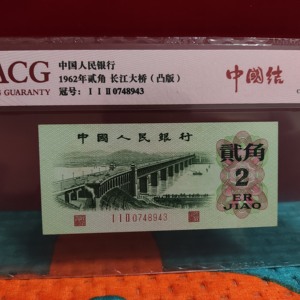 ACG
GUARANTY
中国人民银行
1962年贰角 长江大桥（凸版）
冠号：I I II 0748943
中國结
中国人民银行
貳角
2
ER
JIAO
I I II 0748943